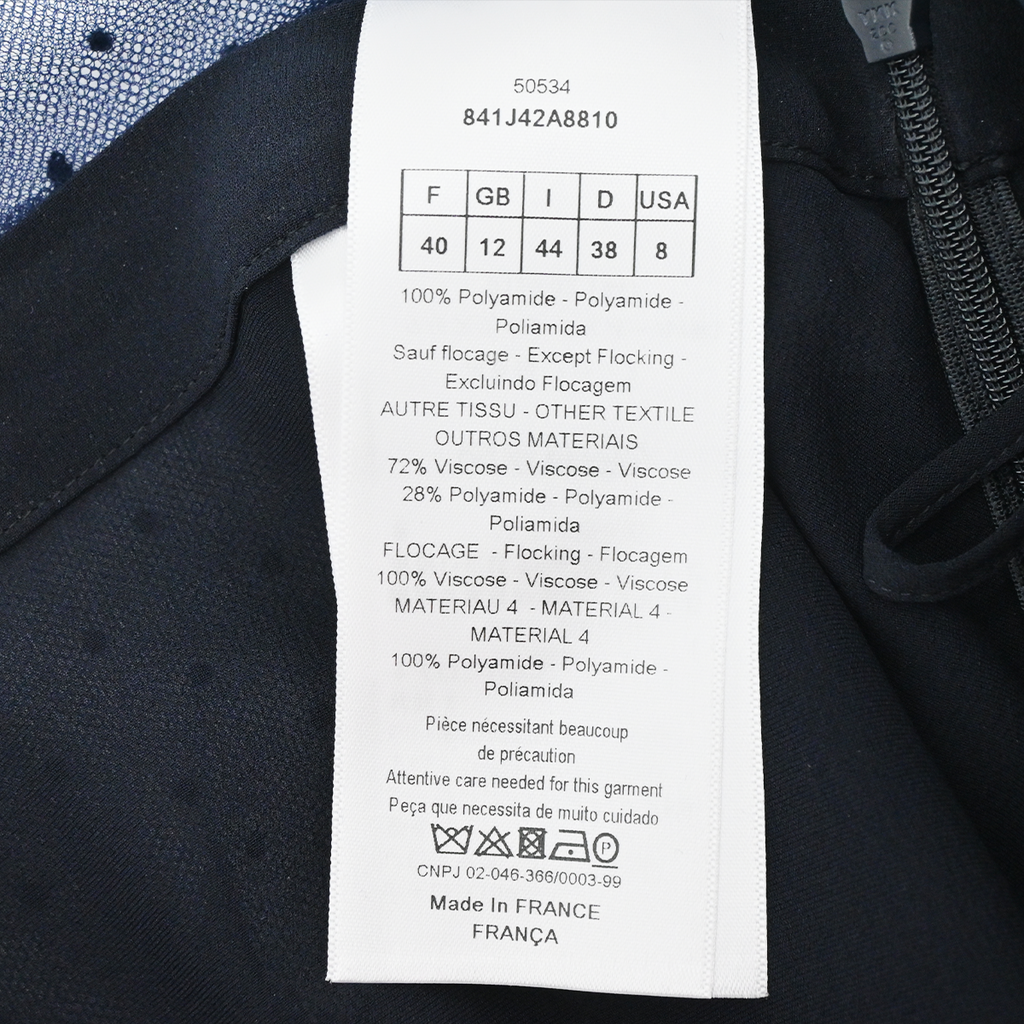 50534
841J42A8810
F GB I D USA
40 12 44 38 8
100% Polyamide - Polyamide -
Poliamida
Sauf flocage - Except Flocking -
Excluindo Flocagem
AUTRE TISSU - OTHER TEXTILE
OUTROS MATERIAIS
72% Viscose - Viscose - Viscose
28% Polyamide - Polyamide -
Poliamida
FLOCAGE - Flocking - Flocagem
100% Viscose - Viscose - Viscose
MATERIAU 4 - MATERIAL 4 -
MATERIAL 4
100% Polyamide - Polyamide -
Poliamida
Pièce nécessitant beaucoup
de précaution
Attentive care needed for this garment
Peça que necessita de muito cuidado
P
CNPJ 02-046-366/0003-99
Made In FRANCE
FRANÇA